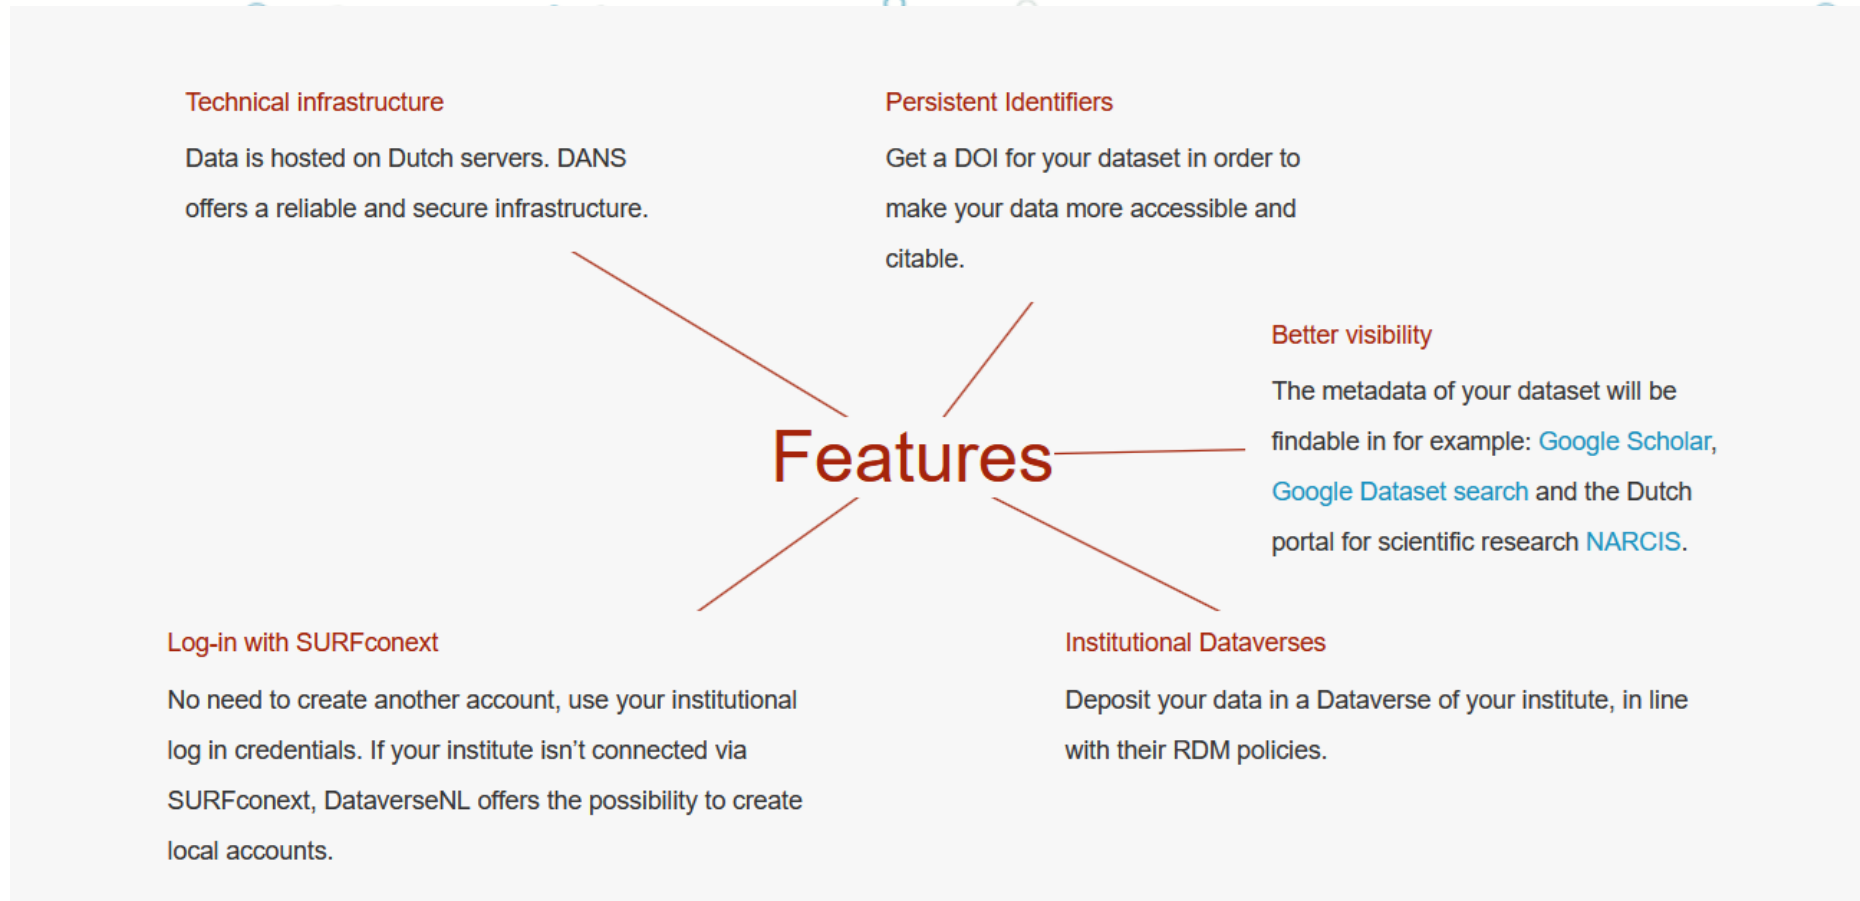 Technical infrastructure
Data is hosted on Dutch servers. DANS
offers a reliable and secure infrastructure.
Persistent Identifiers
Get a DOI for your dataset in order to
make your data more accessible and
citable.
Better visibility
The metadata of your dataset will be
findable in for example: Google Scholar,
Google Dataset search and the Dutch
portal for scientific research NARCIS.
Features
Log-in with SURFconext
No need to create another account, use your institutional
log in credentials. If your institute isn’t connected via
SURFconext, DataverseNL offers the possibility to create
local accounts.
Institutional Dataverses
Deposit your data in a Dataverse of your institute, in line
with their RDM policies.